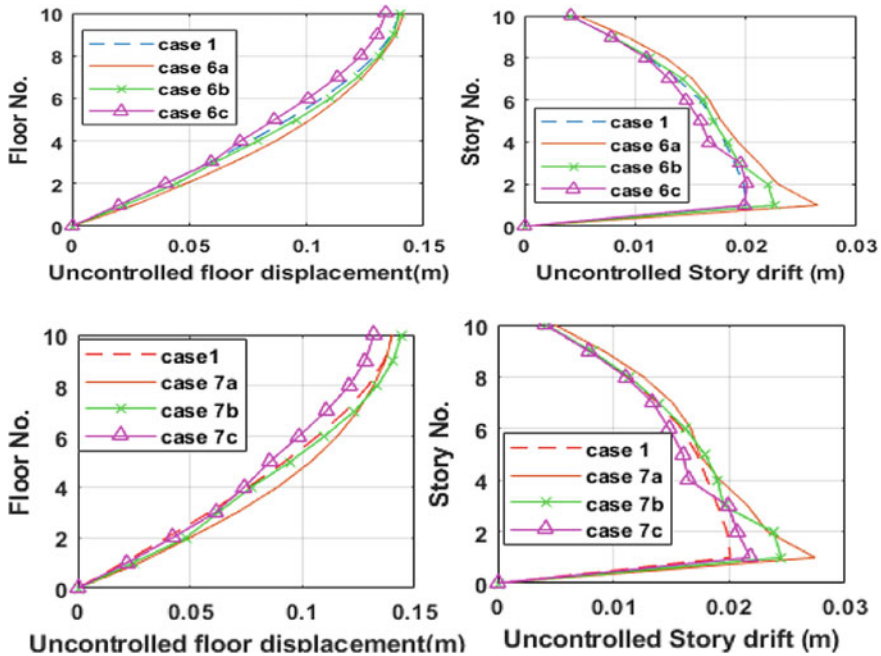 10
8
6
4
2
0
Floor No.
case 1
case 6a
case 6b
case 6c
0
0.05
0.1
0.15
Uncontrolled floor displacement(m)
10
8
6
4
2
0
Story No.
case 1
case 6a
case 6b
case 6c
0
0.01
0.02
0.03
Uncontrolled Story drift (m)
10
8
6
4
2
0
Floor No.
case1
case 7a
case 7b
case 7c
0
0.05
0.1
0.15
Uncontrolled floor displacement(m)
10
8
6
4
2
0
Story No.
case 1
case 7a
case 7b
case 7c
0
0.01
0.02
0.03
Uncontrolled Story drift (m)